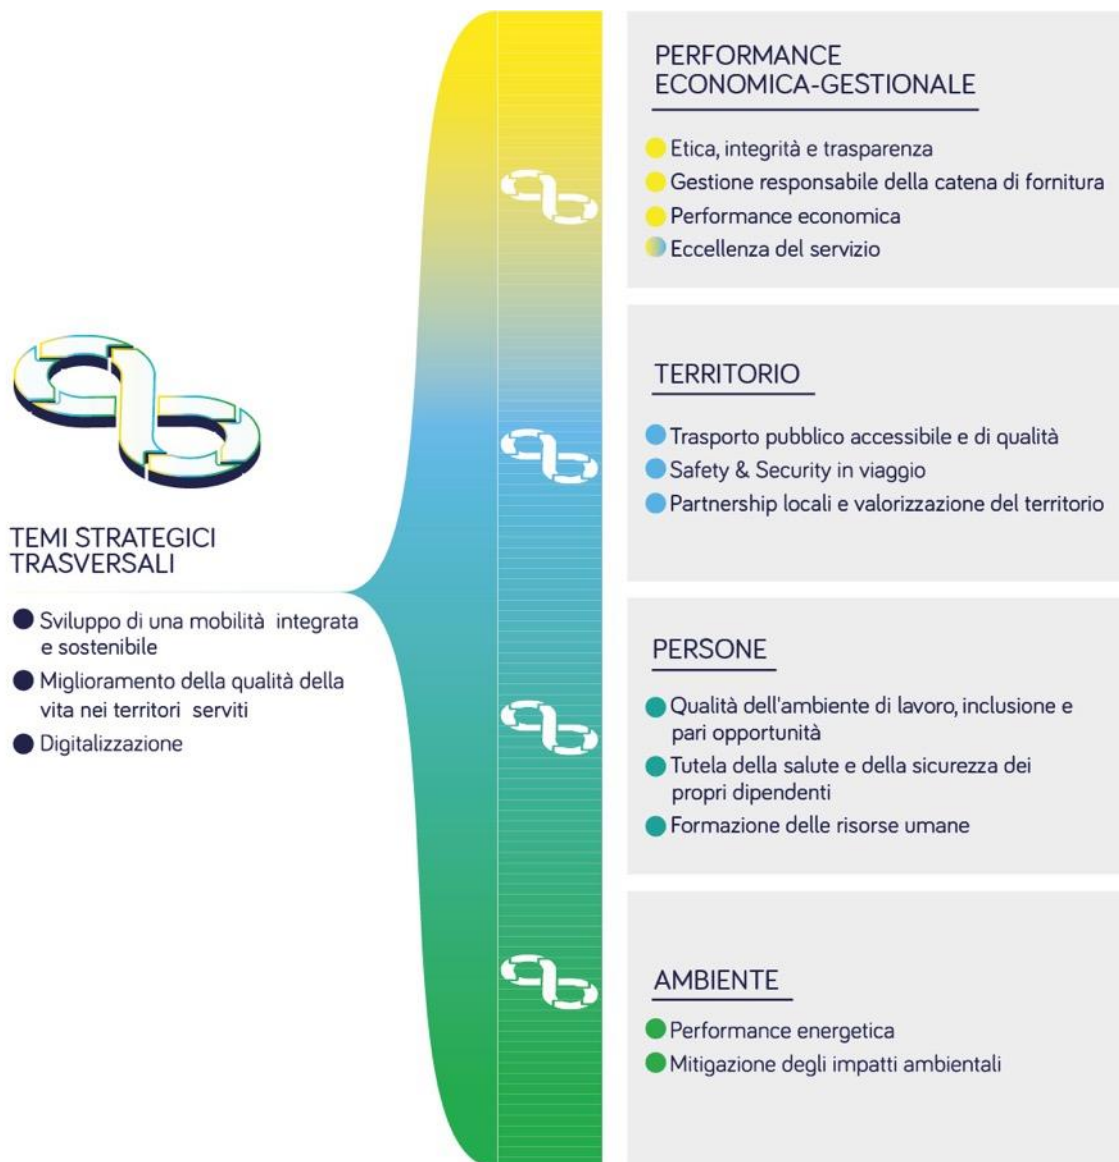 TEMI STRATEGICI
TRASVERSALI
Sviluppo di una mobilità integrata
e sostenibile
Miglioramento della qualità della
vita nei territori serviti
Digitalizzazione
PERFORMANCE
ECONOMICA-GESTIONALE
Etica, integrità e trasparenza
Gestione responsabile della catena di fornitura
Performance economica
Eccellenza del servizio
TERRITORIO
Trasporto pubblico accessibile e di qualità
Safety & Security in viaggio
Partnership locali e valorizzazione del territorio
PERSONE
Qualità dell'ambiente di lavoro, inclusione e
pari opportunità
Tutela della salute e della sicurezza dei
propri dipendenti
Formazione delle risorse umane
AMBIENTE
Performance energetica
Mitigazione degli impatti ambientali